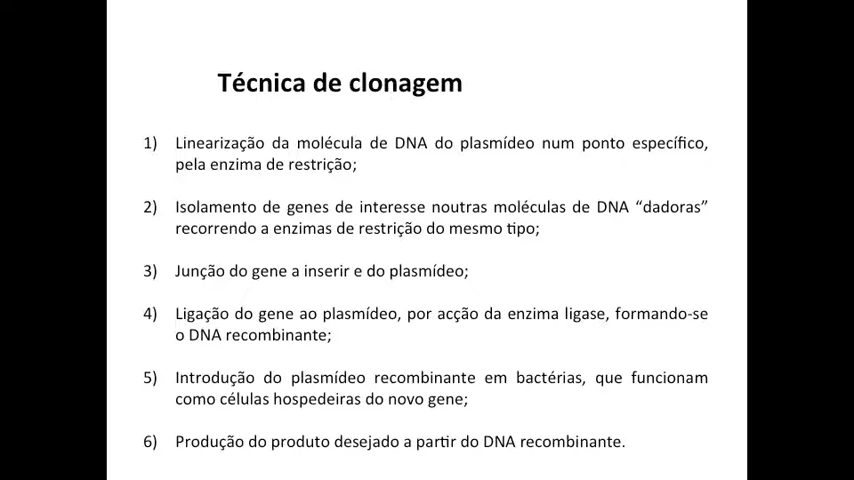 Técnica de clonagem
1) Linearização da molécula de DNA do plasmídeo num ponto específico,
pela enzima de restrição;
2) Isolamento de genes de interesse noutras moléculas de DNA “dadoras”
recorrendo a enzimas de restrição do mesmo tipo;
3) Junção do gene a inserir e do plasmídeo;
4) Ligação do gene ao plasmídeo, por acção da enzima ligase, formando-se
o DNA recombinante;
5) Introdução do plasmídeo recombinante em bactérias, que funcionam
como células hospedeiras do novo gene;
6) Produção do produto desejado a partir do DNA recombinante.